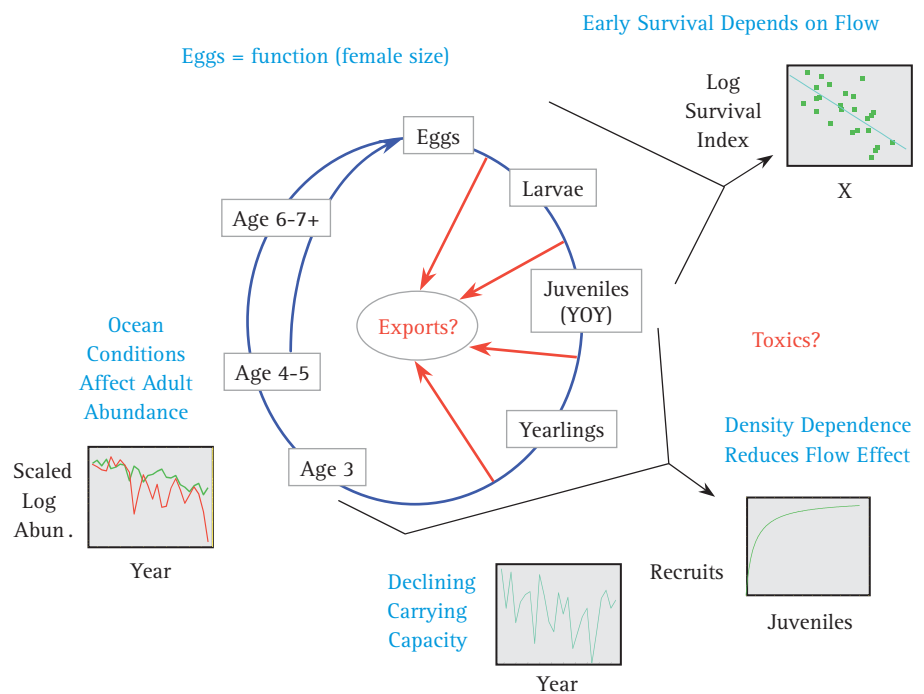 Early Survival Depends on Flow
Eggs = function (female size)
Log
Survival
Index
X
Eggs
Larvae
Age 6-7+
Juveniles
(YOY)
Exports?
Ocean
Conditions
Affect Adult
Abundance
Toxics?
Age 4-5
Yearlings
Density Dependence
Reduces Flow Effect
Age 3
Scaled
Log
Abun.
Year
Declining
Carrying
Capacity
Year
Recruits
Juveniles